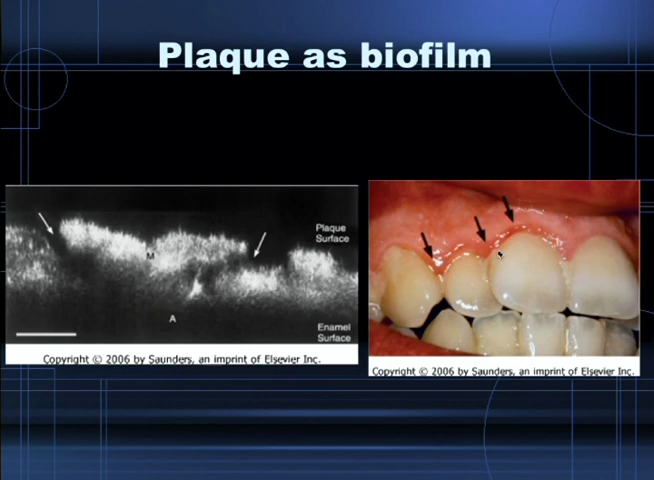 Plaque as biofilm
Plaque
Surface
M
A
Enamel
Surface
Copyright © 2006 by Saunders, an imprint of Elsevier Inc.
Copyright © 2006 by Saunders, an imprint of Elsevier Inc.